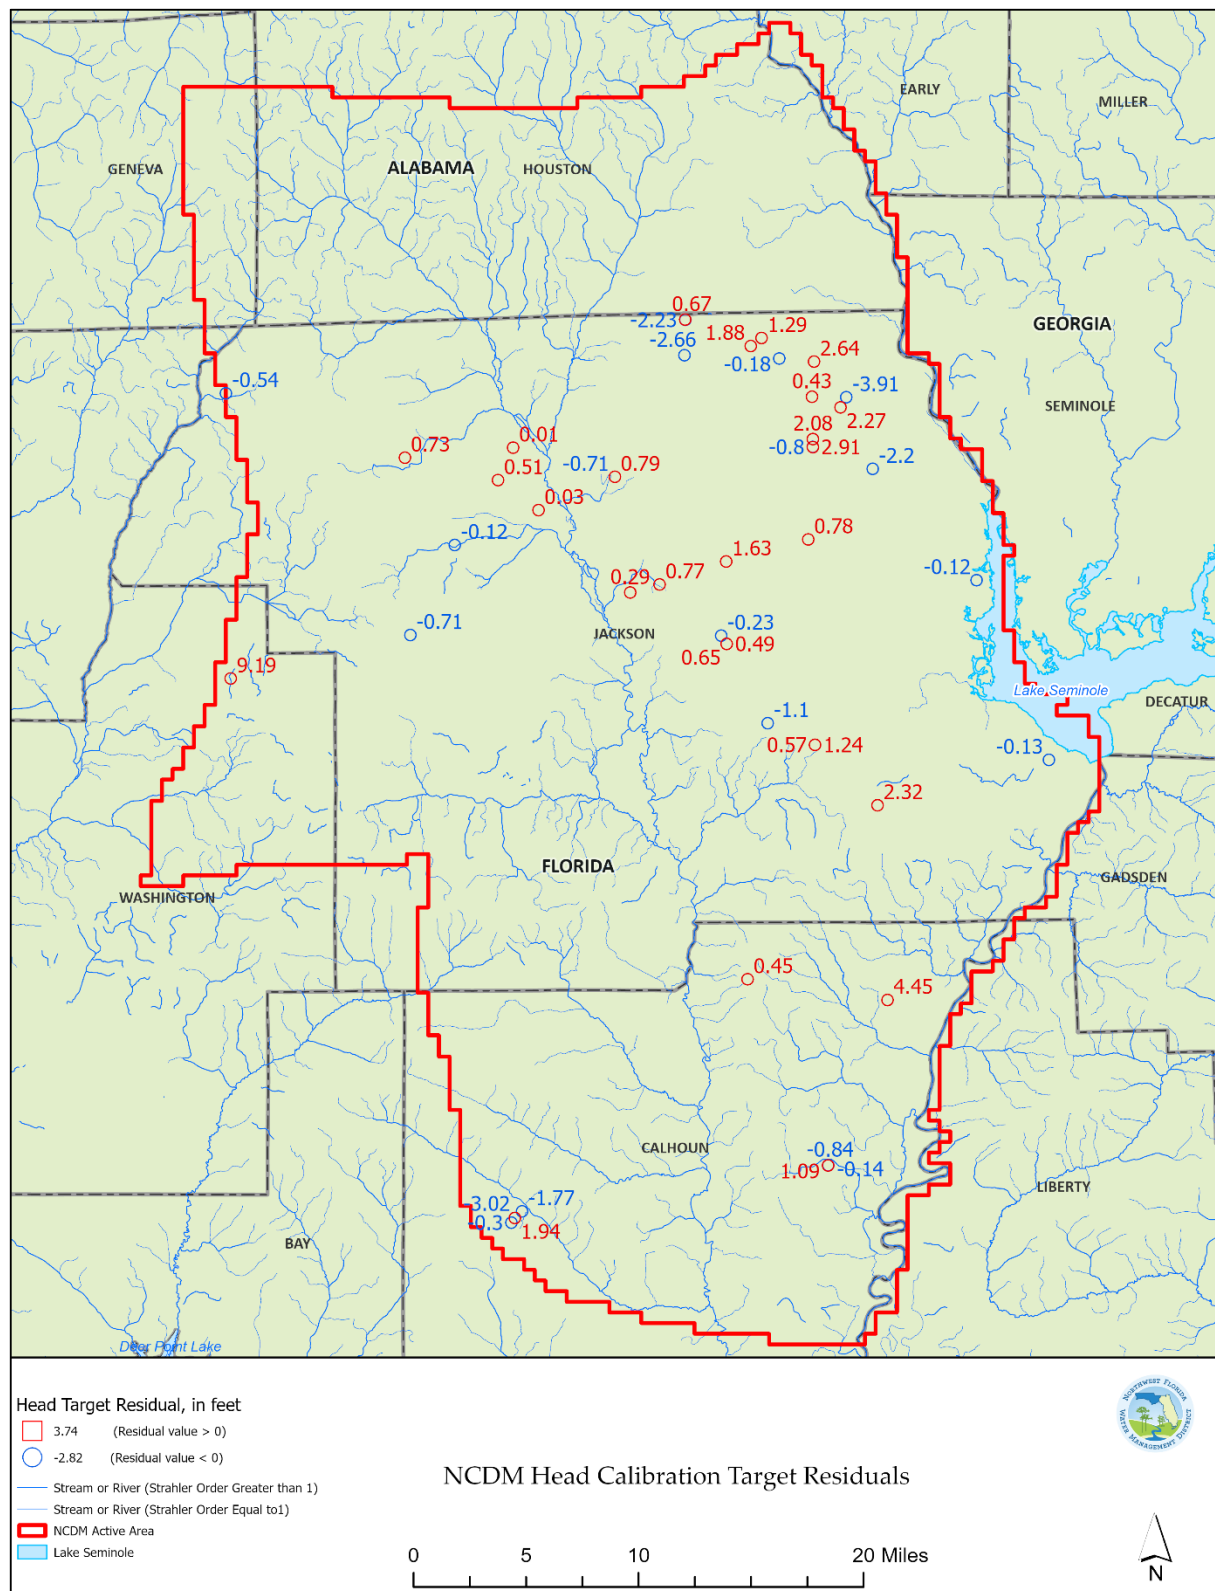 EARLY
MILLER
GENEVA
ALABAMA
HOUSTON
0.67
-2.23
1.29
1.88
-2.66
GEORGIA
-0.18
2.64
-0.54
0.43
-3.91
SEMINOLE
2.27
2.08
0.73
0.01
-0.8
2.91
-2.2
0.51
-0.71
0.79
0.03
-0.12
0.78
1.63
-0.12
0.29
0.77
-0.71
JACKSON
-0.23
0.65
0.49
9.19
Lake Seminole
DECATUR
-1.1
0.57
1.24
-0.13
2.32
FLORIDA
GADSDEN
WASHINGTON
0.45
4.45
CALHOUN
-0.84
1.09
-0.14
LIBERTY
-3.02
-1.77
-0.3
1.94
BAY
Deer Point Lake
Head Target Residual, in feet
3.74 (Residual value > 0)
-2.82 (Residual value < 0)
Stream or River (Strahler Order Greater than 1)
Stream or River (Strahler Order Equal to1)
NCDM Active Area
Lake Seminole
NCDM Head Calibration Target Residuals
0 5 10 20 Miles
NORTHWEST FLORIDA
WATER MANAGEMENT DISTRICT
N